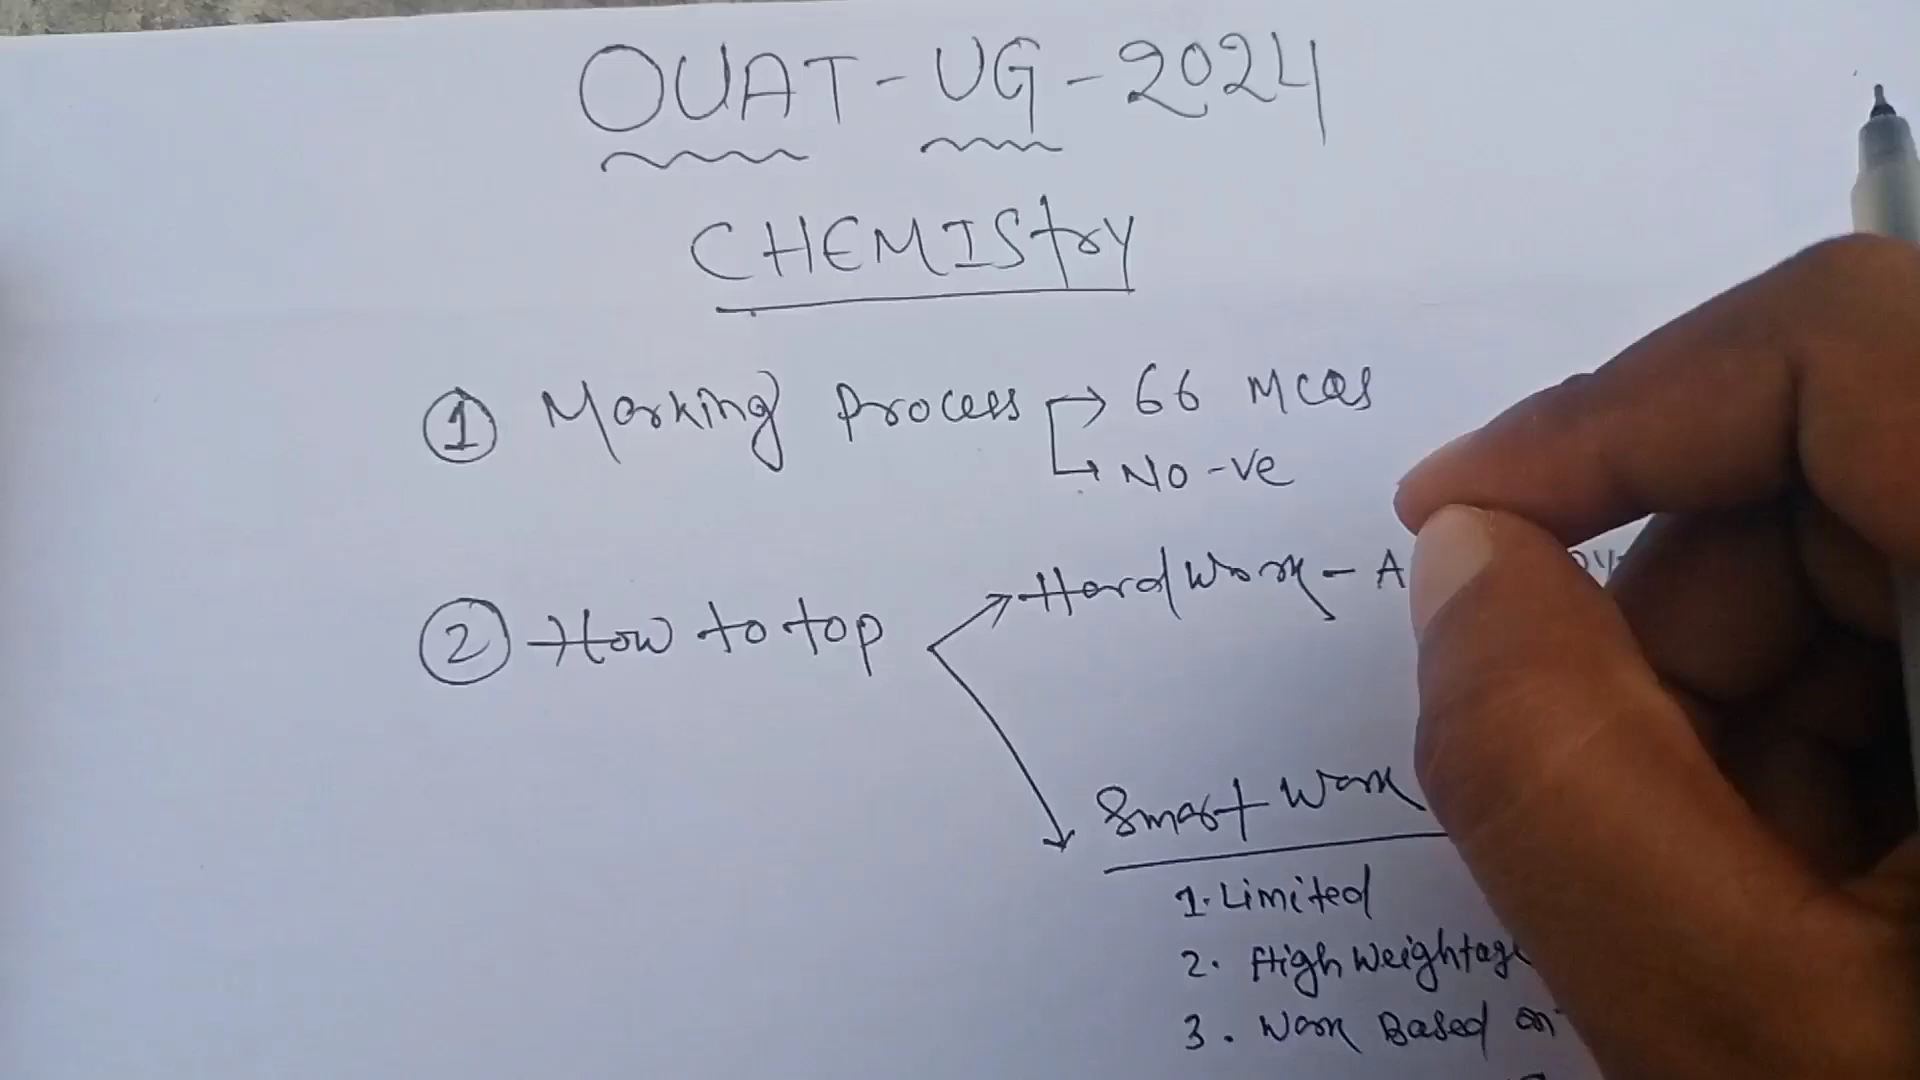 OUAT-UG-2024
CHEMIStry
① Marking Process → 66 MCQS
→ No -ve
② How to top → Hard Work - A
Smart Work
1. Limited
2. High Weightage
3. Work Based on